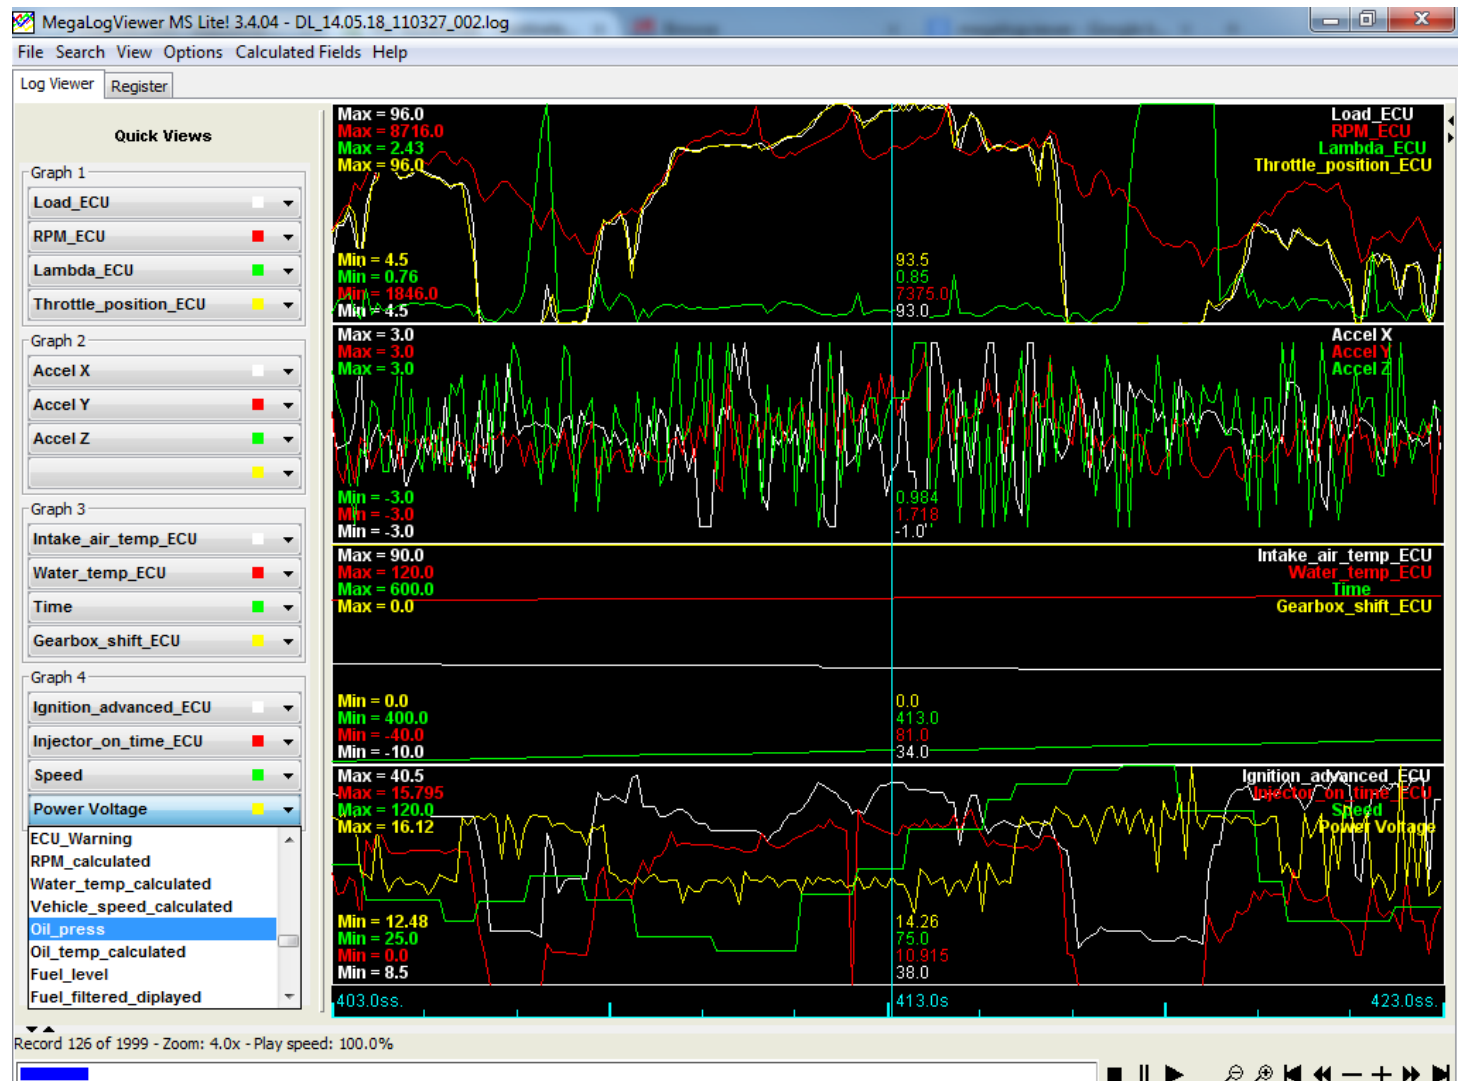 MegaLogViewer MS Lite! 3.4.04 - DL_14.05.18_110327_002.log
File Search View Options Calculated Fields Help
Log Viewer Register
Quick Views
Graph 1
Load_ECU
RPM_ECU
Lambda_ECU
Throttle_position_ECU
Graph 2
Accel X
Accel Y
Accel Z
Graph 3
Intake_air_temp_ECU
Water_temp_ECU
Time
Gearbox_shift_ECU
Graph 4
Ignition_advanced_ECU
Injector_on_time_ECU
Speed
Power Voltage
ECU_Warning
RPM_calculated
Water_temp_calculated
Vehicle_speed_calculated
Oil_press
Oil_temp_calculated
Fuel_level
Fuel_filtered_diplayed
Max = 96.0
Max = 8716.0
Max = 2.43
Max = 96.0
Load_ECU
RPM_ECU
Lambda_ECU
Throttle_position_ECU
Min = 4.5
Min = 0.76
Min = 1846.0
Min = 4.5
93.5
0.85
7375.0
93.0
Max = 3.0
Max = 3.0
Max = 3.0
Accel X
Accel Y
Accel Z
Min = -3.0
Min = -3.0
Min = -3.0
0.984
1.718
-1.0
Max = 90.0
Max = 120.0
Max = 600.0
Max = 0.0
Intake_air_temp_ECU
Water_temp_ECU
Time
Gearbox_shift_ECU
Min = 0.0
Min = 400.0
Min = -40.0
Min = -10.0
0.0
413.0
81.0
34.0
Max = 40.5
Max = 15.795
Max = 120.0
Max = 16.12
Ignition_advanced_ECU
Injector_on_time_ECU
Speed
Power Voltage
Min = 12.48
Min = 25.0
Min = 0.0
Min = 8.5
14.26
75.0
10.915
38.0
403.0ss.
413.0s
423.0ss.
Record 126 of 1999 - Zoom: 4.0x - Play speed: 100.0%